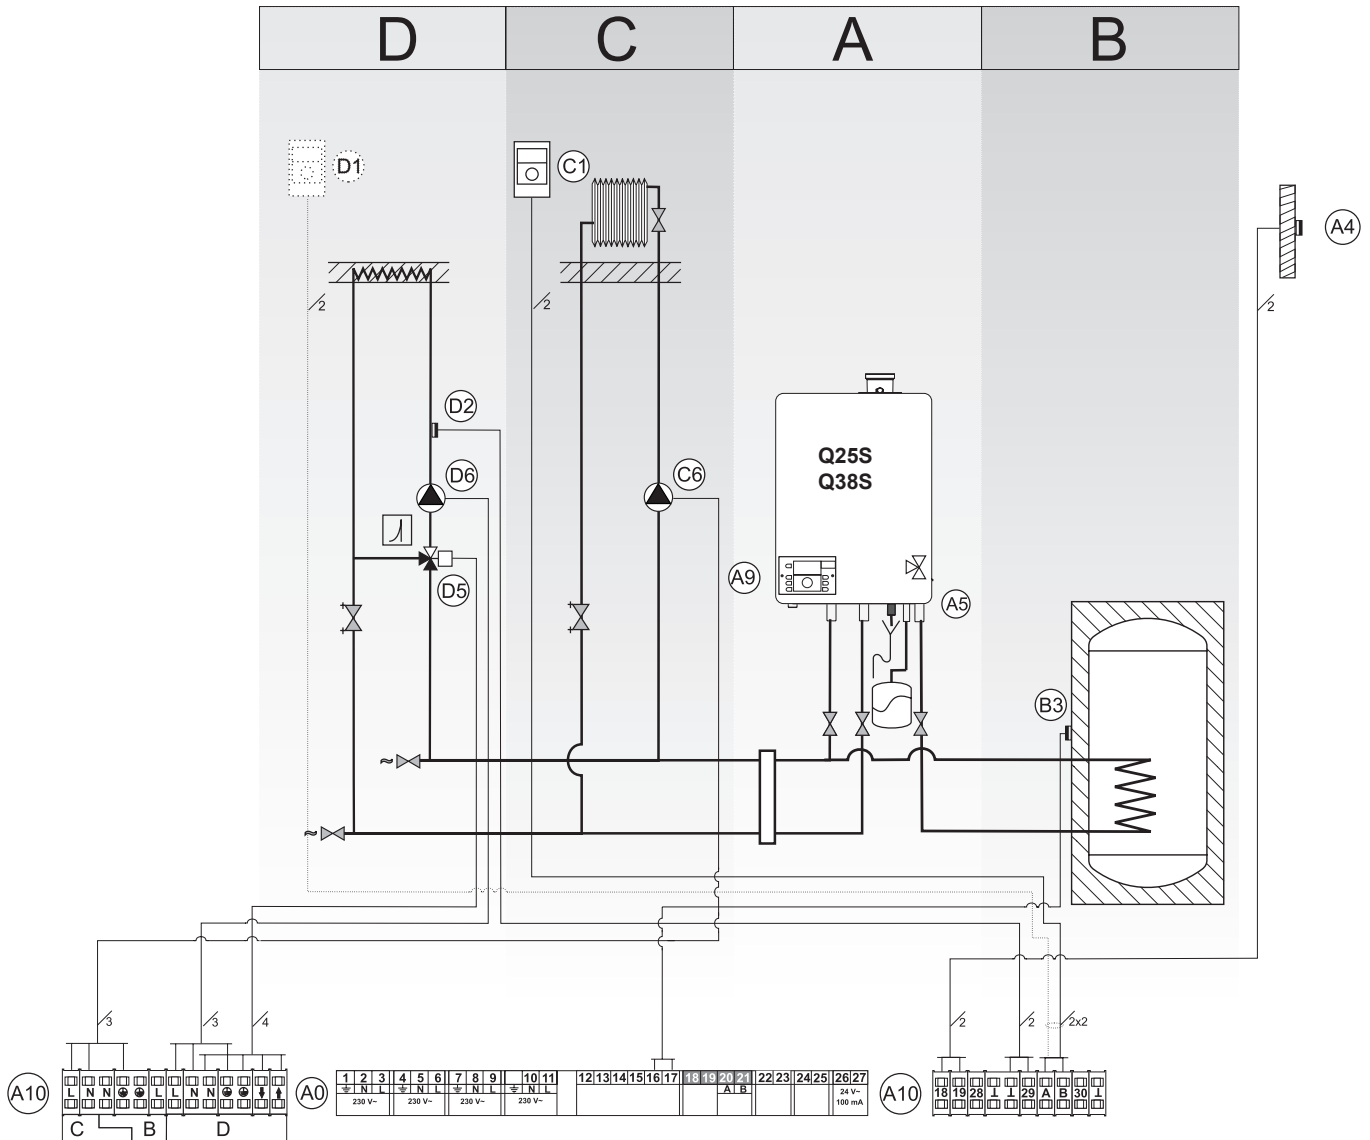 D C A B
D1
C1
A4
2
2
2
D2
Q25S
Q38S
D6
C6
A9
D5
A5
B3
≈
≈
3 3 4 2 2 2x2
A10
L N N L L N N
C B D
A0
1 2 3 4 5 6 7 8 9 10 11 12 13 14 15 16 17 18 19 20 21 22 23 24 25 26 27
N L N L N L N L A B 24 V~
230 V~ 230 V~ 230 V~ 230 V~ 100 mA
A10
18 19 28 ⊥ ⊥ 29 A B 30 ⊥